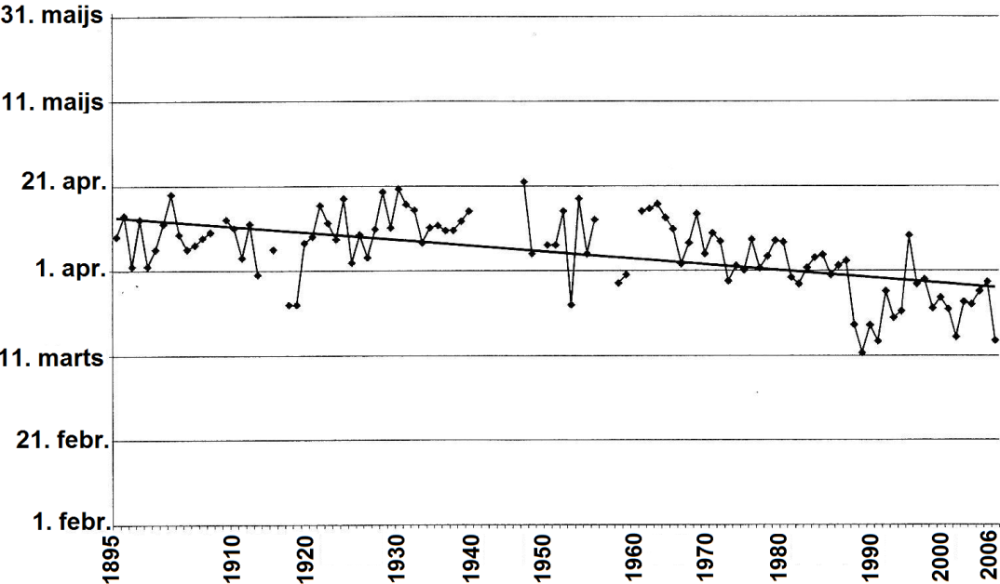 31. maijs
11. maijs
21. apr.
1. apr.
11. marts
21. febr.
1. febr.
1895
1910
1920
1930
1940
1950
1960
1970
1980
1990
2000
2006